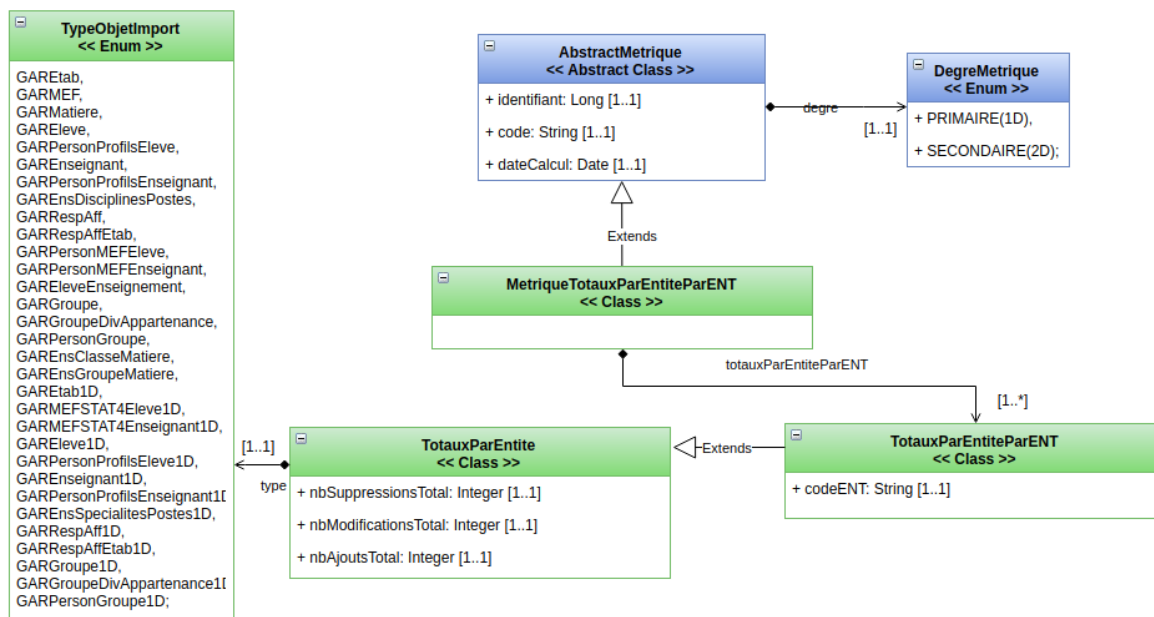 TypeObjetImport
<< Enum >>
GAREtab,
GARMEF,
GARMatiere,
GAREleve,
GARPersonProfilsEleve,
GAREnseignant,
GARPersonProfilsEnseignant,
GAREnsDisciplinesPostes,
GARRespAff,
GARRespAffEtab,
GARPersonMEFEleve,
GARPersonMEFEnseignant,
GAREleveEnseignement,
GARGroupe,
GARGroupeDivAppartenance,
GARPersonGroupe,
GAREnsClasseMatiere,
GAREnsGroupeMatiere,
GAREtab1D,
GARMEFSTAT4Eleve1D,
GARMEFSTAT4Enseignant1D,
GAREleve1D,
GARPersonProfilsEleve1D,
GAREnseignant1D,
GARPersonProfilsEnseignant1D
GAREnsSpecialitesPostes1D,
GARRespAff1D,
GARRespAffEtab1D,
GARGroupe1D,
GARGroupeDivAppartenance1D
GARPersonGroupe1D;
AbstractMetrique
<< Abstract Class >>
+ identifiant: Long [1..1]
+ code: String [1..1]
+ dateCalcul: Date [1..1]
degre
[1..1]
DegreMetrique
<< Enum >>
+ PRIMAIRE(1D),
+ SECONDAIRE(2D);
Extends
MetriqueTotauxParEntiteParENT
<< Class >>
totauxParEntiteParENT
[1..*]
[1..1]
type
TotauxParEntite
<< Class >>
+ nbSuppressionsTotal: Integer [1..1]
+ nbModificationsTotal: Integer [1..1]
+ nbAjoutsTotal: Integer [1..1]
Extends
TotauxParEntiteParENT
<< Class >>
+ codeENT: String [1..1]